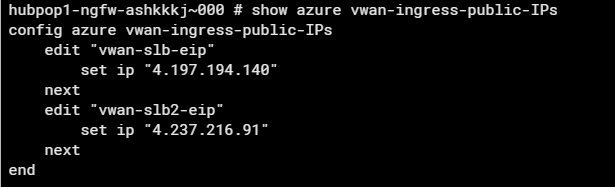 hubpop1-ngfw-ashkkkj~000 # show azure vwan-ingress-public-IPs
config azure vwan-ingress-public-IPs
    edit "vwan-slb-eip"
        set ip "4.197.194.140"
    next
    edit "vwan-slb2-eip"
        set ip "4.237.216.91"
    next
end